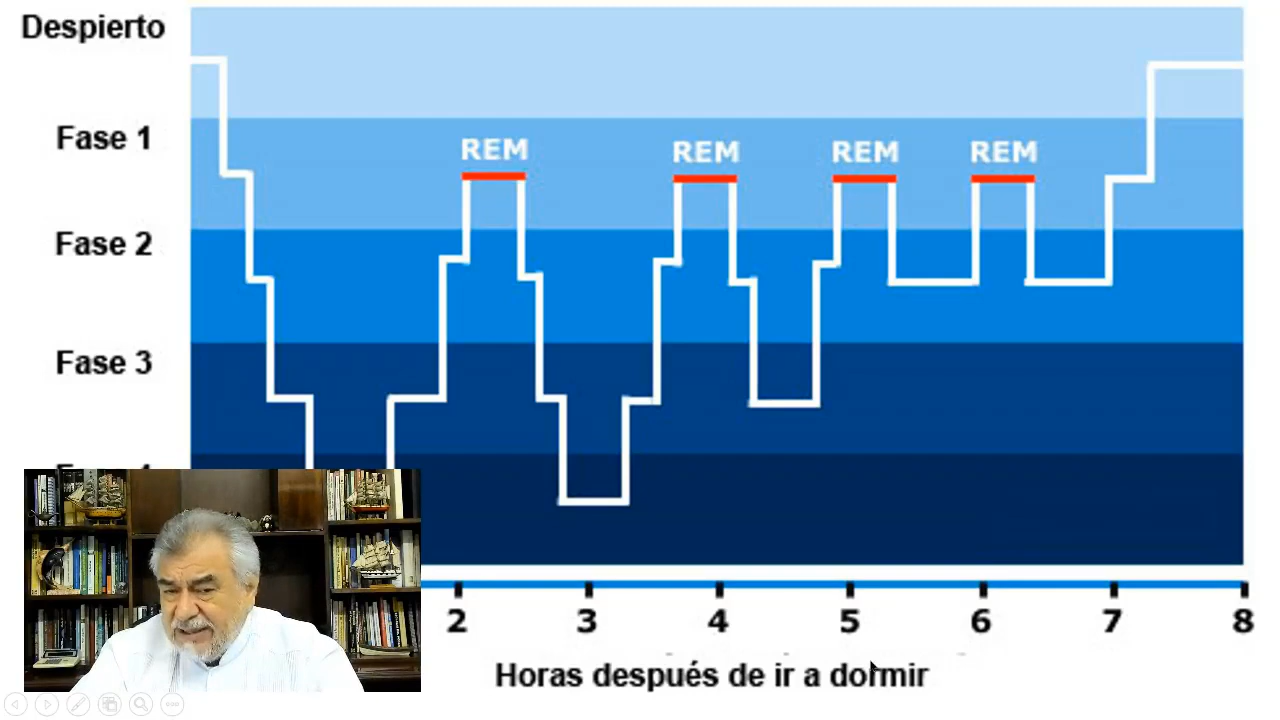 Despierto
Fase 1
REM REM REM REM
Fase 2
Fase 3
2 3 4 5 6 7 8
Horas después de ir a dormir